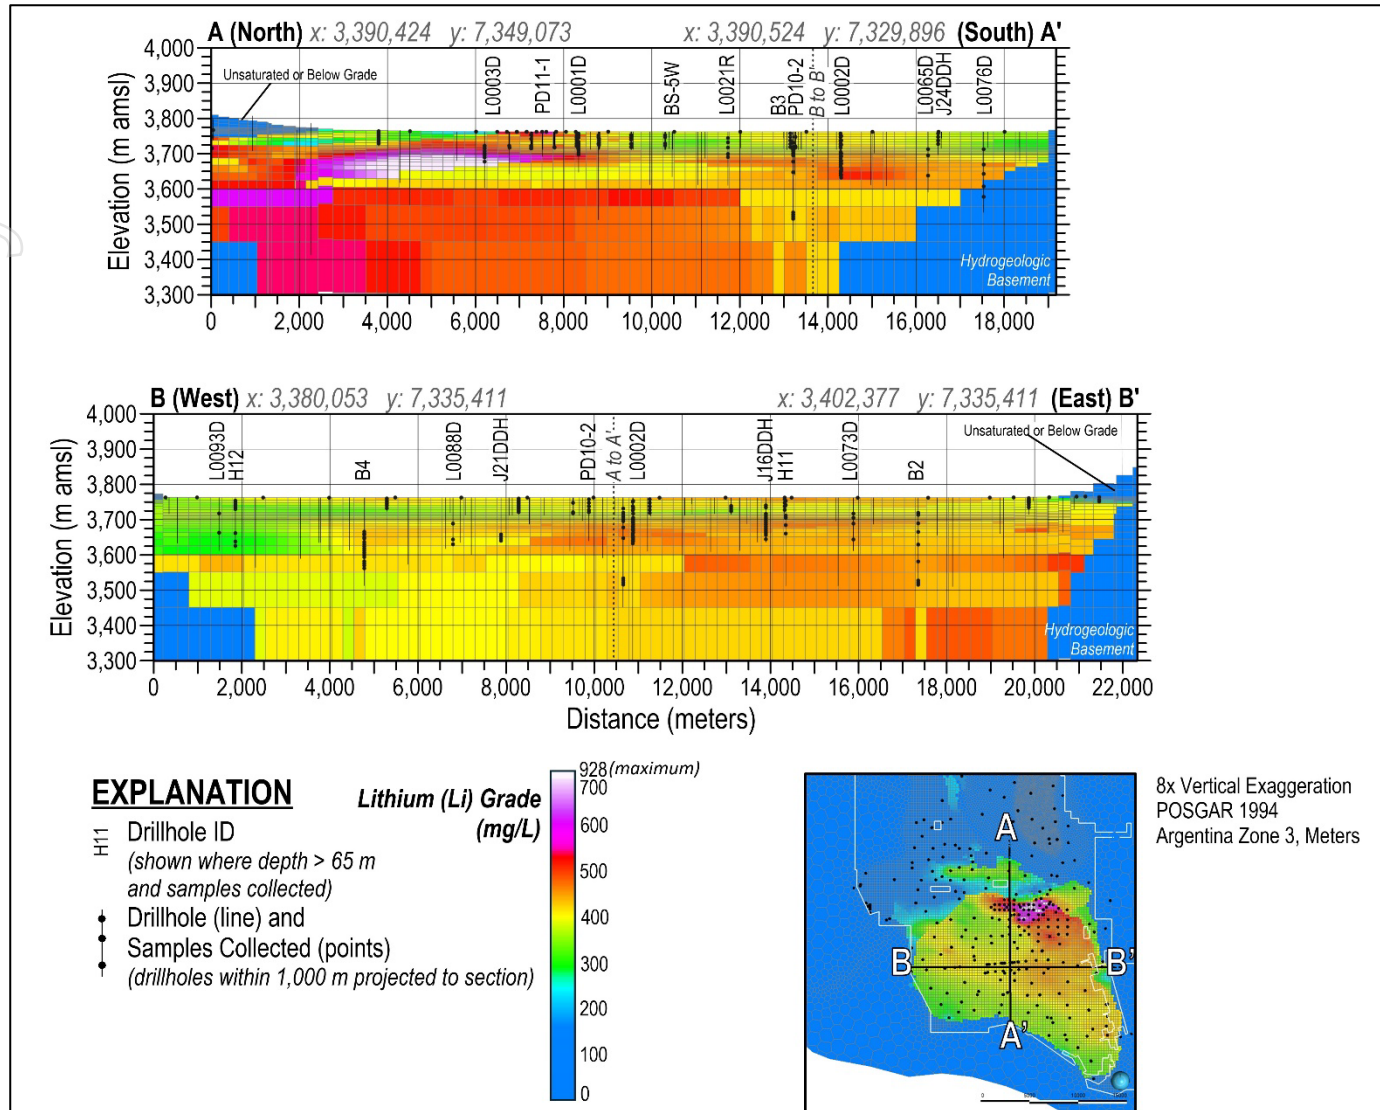 A (North) x: 3,390,424 y: 7,349,073 x: 3,390,524 y: 7,329,896 (South) A'
4,000
3,900
3,800
3,700
3,600
3,500
3,400
3,300
Elevation (m amsl)
Unsaturated or Below Grade
L0003D
PD11-1
L0001D
BS-5W
L0021R
B3
PD10-2
B to B'
L0002D
L0065D
J24DDH
L0076D
Hydrogeologic
Basement
0 2,000 4,000 6,000 8,000 10,000 12,000 14,000 16,000 18,000
B (West) x: 3,380,053 y: 7,335,411 x: 3,402,377 y: 7,335,411 (East) B'
4,000
3,900
3,800
3,700
3,600
3,500
3,400
3,300
Elevation (m amsl)
L0093D
H12
B4
L0088D
J21DDH
PD10-2
A to A'
L0002D
J16DDH
H11
L0073D
B2
Unsaturated or Below Grade
Hydrogeologic
Basement
0 2,000 4,000 6,000 8,000 10,000 12,000 14,000 16,000 18,000 20,000 22,000
Distance (meters)
EXPLANATION
H11
Drillhole ID
(shown where depth > 65 m
and samples collected)
Drillhole (line) and
Samples Collected (points)
(drillholes within 1,000 m projected to section)
Lithium (Li) Grade
(mg/L)
928 (maximum)
700
600
500
400
300
200
100
0
A
B
B'
A'
8x Vertical Exaggeration
POSGAR 1994
Argentina Zone 3, Meters